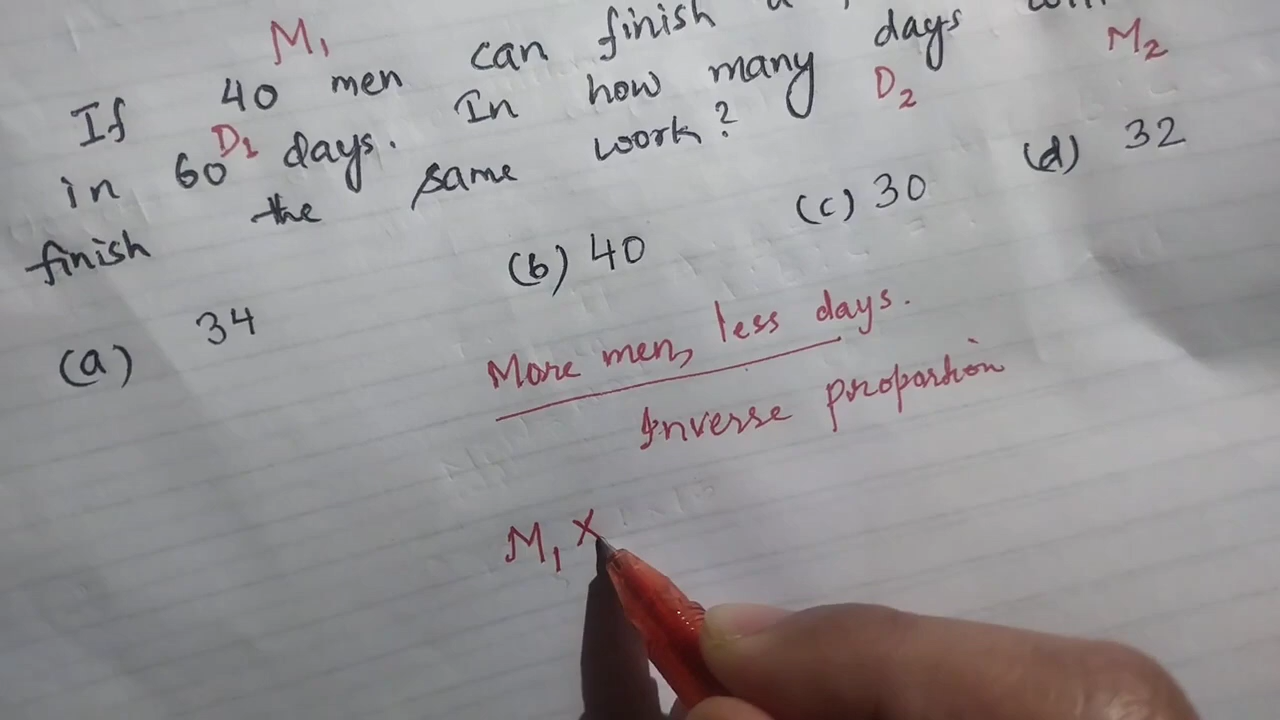 M₁
If 40 men can finish a
in 60 days. In how many days
D₁ D₂ M₂
finish the same work?
(a) 34 (b) 40 (c) 30 (d) 32
More men, less days.
Inverse proportion
M₁ ×